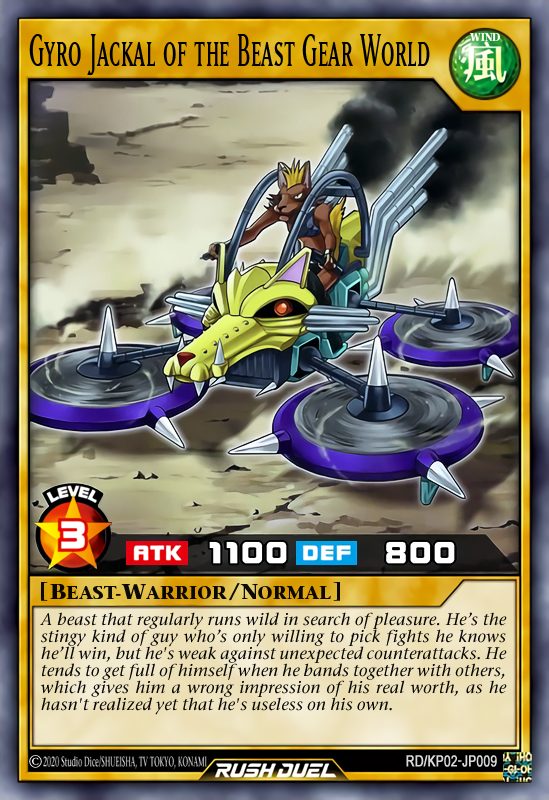 Gyro Jackal of the Beast Gear World
WIND
風
LEVEL
3
ATK 1100 DEF 800
[Beast-Warrior/Normal]
A beast that regularly runs wild in search of pleasure. He's the
stingy kind of guy who's only willing to pick fights he knows
he'll win, but he's weak against unexpected counterattacks. He
tends to get full of himself when he bands together with others,
which gives him a wrong impression of his real worth, as he
hasn't realized yet that he's useless on his own.
©2020 Studio Dice/SHUEISHA, TV TOKYO, KONAMI
RUSH DUEL
RD/KP02-JP009